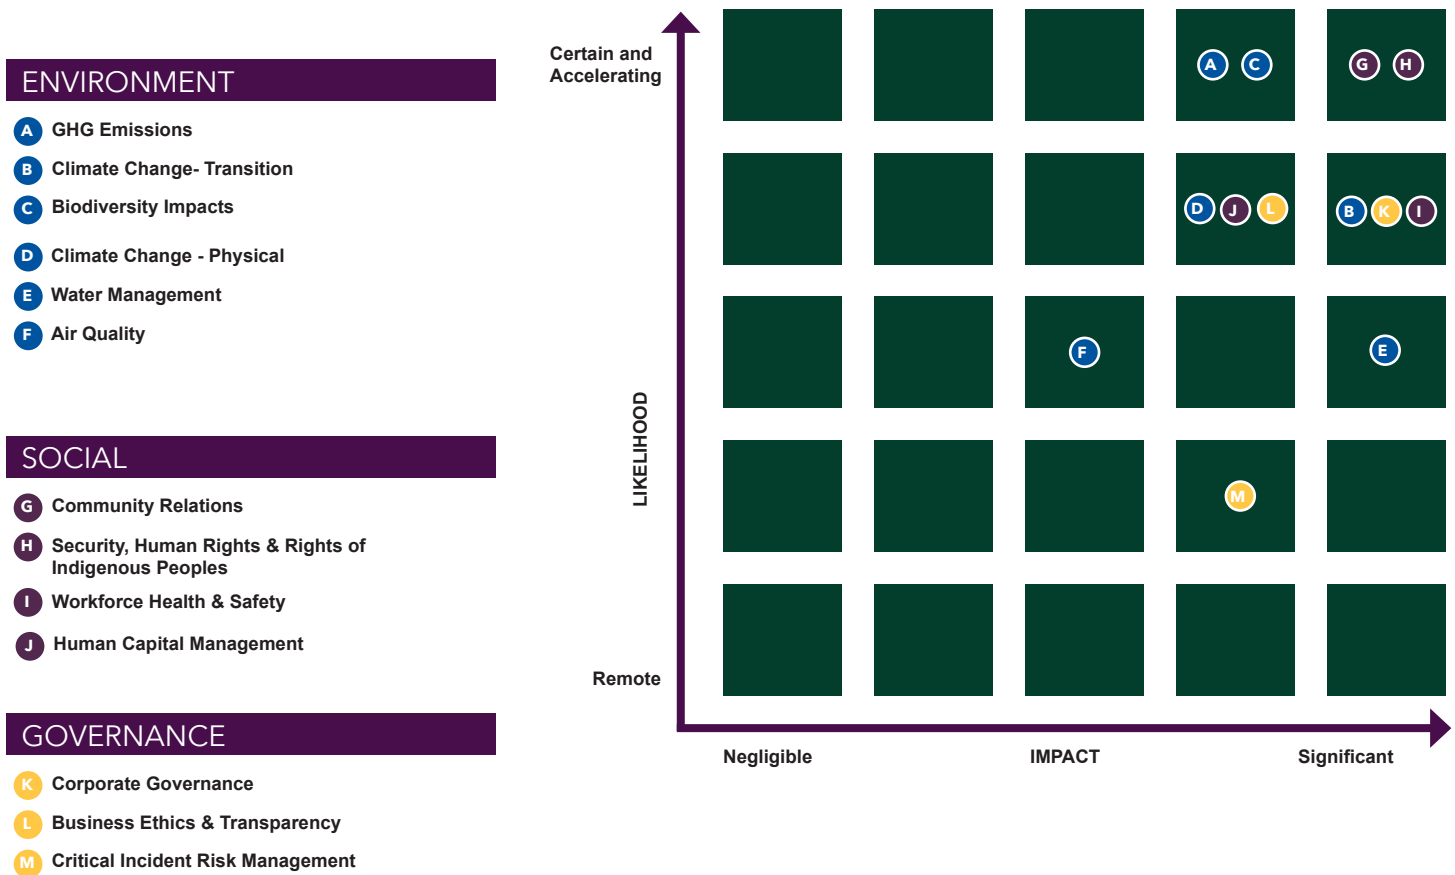 ENVIRONMENT
A GHG Emissions
B Climate Change- Transition
C Biodiversity Impacts
D Climate Change - Physical
E Water Management
F Air Quality
SOCIAL
G Community Relations
H Security, Human Rights & Rights of
Indigenous Peoples
I Workforce Health & Safety
J Human Capital Management
GOVERNANCE
K Corporate Governance
L Business Ethics & Transparency
M Critical Incident Risk Management
Certain and
Accelerating
LIKELIHOOD
Remote
A C G H
D J L B K I
F E
M
Negligible IMPACT Significant